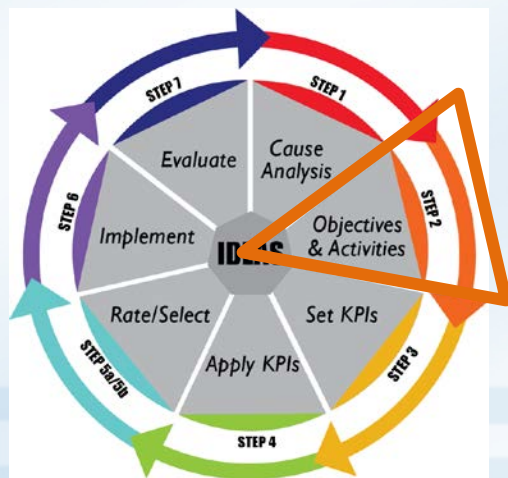 STEP 1
Cause
Analysis
STEP 2
Objectives
& Activities
STEP 3
Set KPIs
STEP 4
Apply KPIs
STEP 5a/5b
Rate/Select
STEP 6
Implement
STEP 7
Evaluate
IDEAS